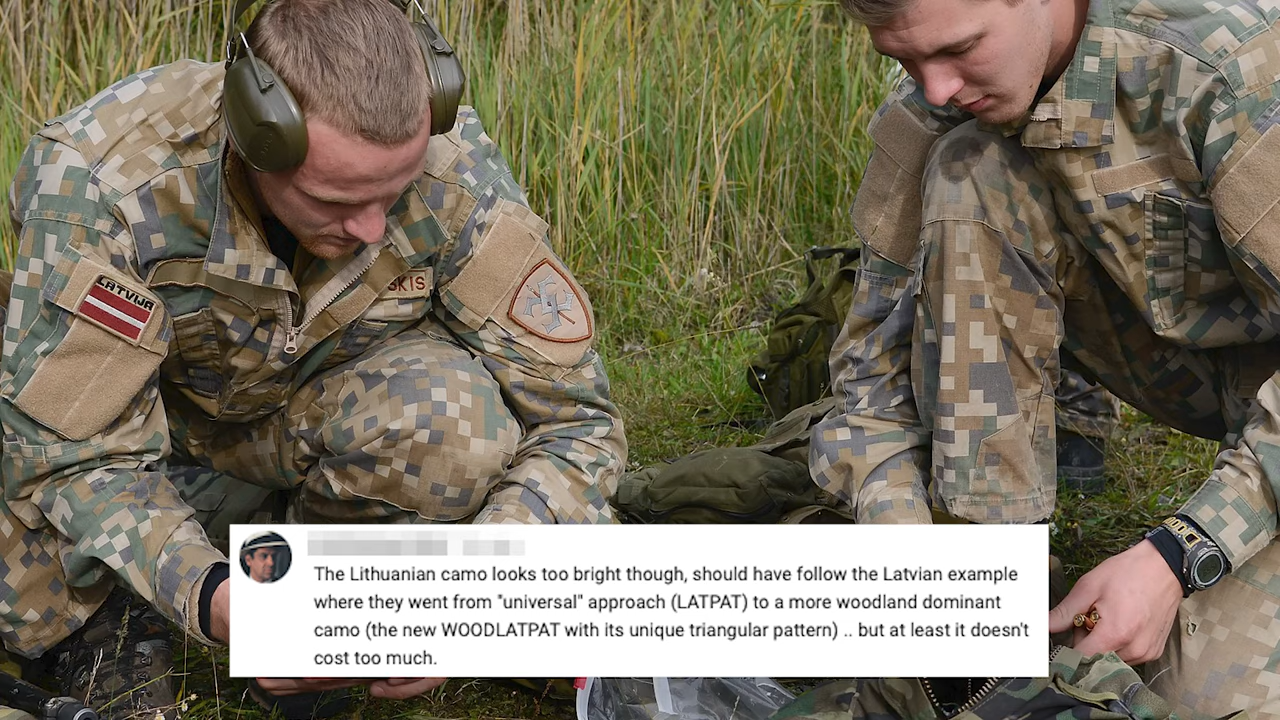 LATVIJA
SKIS
The Lithuanian camo looks too bright though, should have follow the Latvian example
where they went from "universal" approach (LATPAT) to a more woodland dominant
camo (the new WOODLATPAT with its unique triangular pattern) .. but at least it doesn't
cost too much.